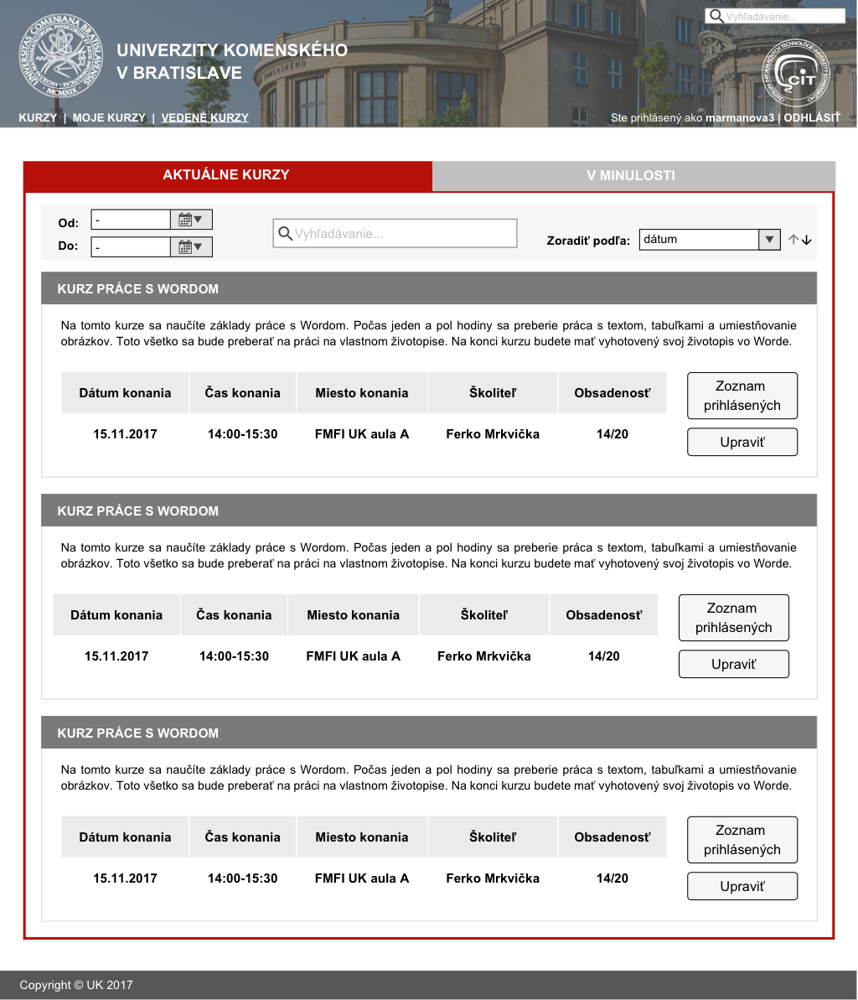 Vyhľadávanie...
UNIVERZITY KOMENSKÉHO
V BRATISLAVE
KURZY | MOJE KURZY | VEDENÉ KURZY
Ste prihlásený ako marmanova3 | ODHLÁSIŤ
CIT
AKTUÁLNE KURZY
V MINULOSTI
Od: -
Do: -
Vyhľadávanie...
Zoradiť podľa: dátum
KURZ PRÁCE S WORDOM
Na tomto kurze sa naučíte základy práce s Wordom. Počas jeden a pol hodiny sa preberie práca s textom, tabuľkami a umiestňovanie
obrázkov. Toto všetko sa bude preberať na práci na vlastnom životopise. Na konci kurzu budete mať vyhotovený svoj životopis vo Worde.
Dátum konania Čas konania Miesto konania Školiteľ Obsadenosť
15.11.2017 14:00-15:30 FMFI UK aula A Ferko Mrkvička 14/20
Zoznam
prihlásených
Upraviť
KURZ PRÁCE S WORDOM
Na tomto kurze sa naučíte základy práce s Wordom. Počas jeden a pol hodiny sa preberie práca s textom, tabuľkami a umiestňovanie
obrázkov. Toto všetko sa bude preberať na práci na vlastnom životopise. Na konci kurzu budete mať vyhotovený svoj životopis vo Worde.
Dátum konania Čas konania Miesto konania Školiteľ Obsadenosť
15.11.2017 14:00-15:30 FMFI UK aula A Ferko Mrkvička 14/20
Zoznam
prihlásených
Upraviť
KURZ PRÁCE S WORDOM
Na tomto kurze sa naučíte základy práce s Wordom. Počas jeden a pol hodiny sa preberie práca s textom, tabuľkami a umiestňovanie
obrázkov. Toto všetko sa bude preberať na práci na vlastnom životopise. Na konci kurzu budete mať vyhotovený svoj životopis vo Worde.
Dátum konania Čas konania Miesto konania Školiteľ Obsadenosť
15.11.2017 14:00-15:30 FMFI UK aula A Ferko Mrkvička 14/20
Zoznam
prihlásených
Upraviť
Copyright © UK 2017